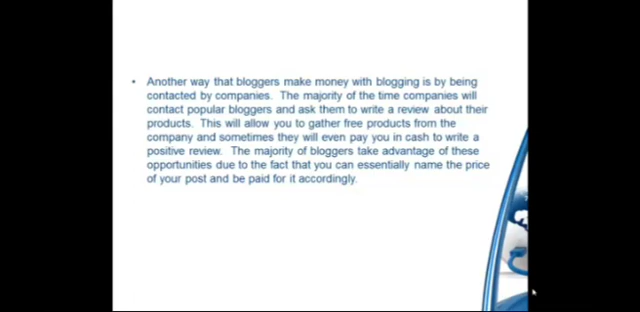 • Another way that bloggers make money with blogging is by being
contacted by companies. The majority of the time companies will
contact popular bloggers and ask them to write a review about their
products. This will allow you to gather free products from the
company and sometimes they will even pay you in cash to write a
positive review. The majority of bloggers take advantage of these
opportunities due to the fact that you can essentially name the price
of your post and be paid for it accordingly.